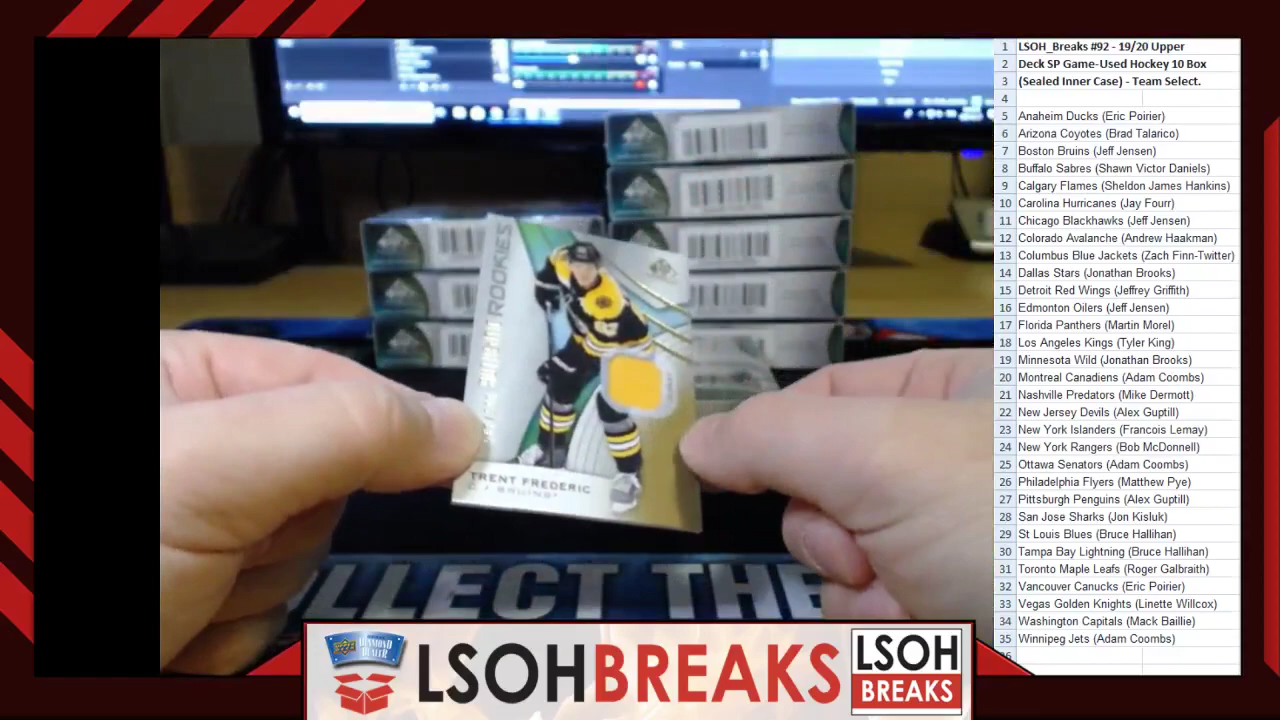 1 LSOH_Breaks #92 - 19/20 Upper
2 Deck SP Game-Used Hockey 10 Box
3 (Sealed Inner Case) - Team Select.
4
5 Anaheim Ducks (Eric Poirier)
6 Arizona Coyotes (Brad Talarico)
7 Boston Bruins (Jeff Jensen)
8 Buffalo Sabres (Shawn Victor Daniels)
9 Calgary Flames (Sheldon James Hankins)
10 Carolina Hurricanes (Jay Fourr)
11 Chicago Blackhawks (Jeff Jensen)
12 Colorado Avalanche (Andrew Haakman)
13 Columbus Blue Jackets (Zach Finn-Twitter)
14 Dallas Stars (Jonathan Brooks)
15 Detroit Red Wings (Jeffrey Griffith)
16 Edmonton Oilers (Jeff Jensen)
17 Florida Panthers (Martin Morel)
18 Los Angeles Kings (Tyler King)
19 Minnesota Wild (Jonathan Brooks)
20 Montreal Canadiens (Adam Coombs)
21 Nashville Predators (Mike Dermott)
22 New Jersey Devils (Alex Guptill)
23 New York Islanders (Francois Lemay)
24 New York Rangers (Bob McDonnell)
25 Ottawa Senators (Adam Coombs)
26 Philadelphia Flyers (Matthew Pye)
27 Pittsburgh Penguins (Alex Guptill)
28 San Jose Sharks (Jon Kisluk)
29 St Louis Blues (Bruce Hallihan)
30 Tampa Bay Lightning (Bruce Hallihan)
31 Toronto Maple Leafs (Roger Galbraith)
32 Vancouver Canucks (Eric Poirier)
33 Vegas Golden Knights (Linette Willcox)
34 Washington Capitals (Mack Baillie)
35 Winnipeg Jets (Adam Coombs)
ROOKIES
TRENT FREDERIC
C / BRUINS
COLLECT THE
DIAMOND
DEALER
LSOHBREAKS
LSOH
BREAKS